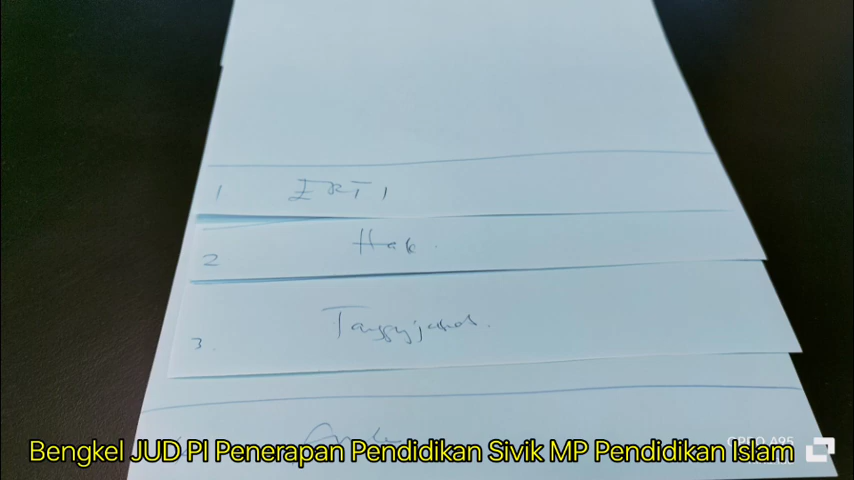 1 ERTI
2 Hak.
3. Tanggungjawab.
Bengkel JUD PI Penerapan Pendidikan Sivik MP Pendidikan Islam